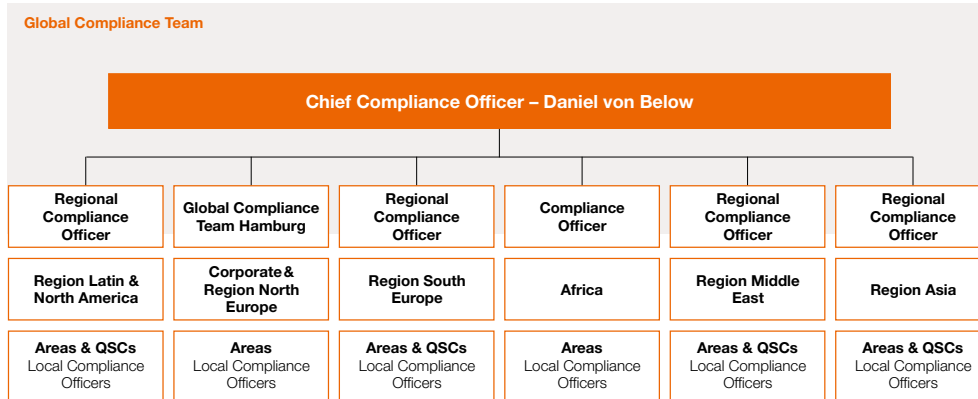 Global Compliance Team
Chief Compliance Officer – Daniel von Below
Regional
Compliance
Officer
Global Compliance
Team Hamburg
Regional
Compliance
Officer
Compliance
Officer
Regional
Compliance
Officer
Regional
Compliance
Officer
Region Latin &
North America
Corporate &
Region North
Europe
Region South
Europe
Africa
Region Middle
East
Region Asia
Areas & QSCs
Local Compliance
Officers
Areas
Local Compliance
Officers
Areas & QSCs
Local Compliance
Officers
Areas
Local Compliance
Officers
Areas & QSCs
Local Compliance
Officers
Areas & QSCs
Local Compliance
Officers